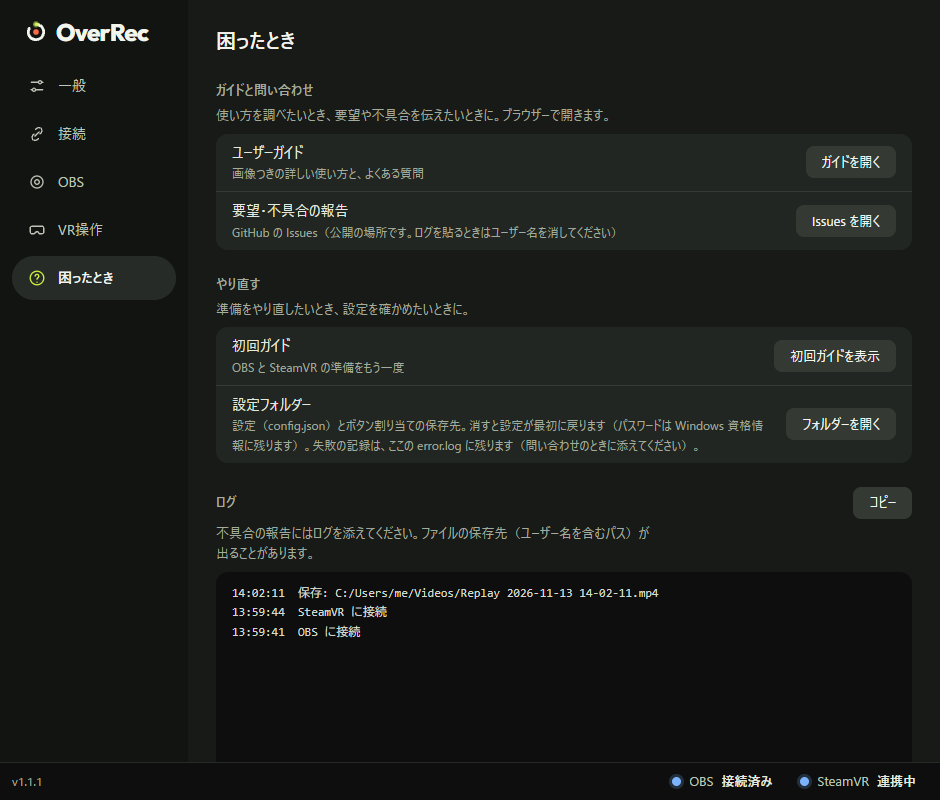 OverRec
一般
接続
OBS
VR操作
困ったとき
困ったとき
ガイドと問い合わせ
使い方を調べたいとき、要望や不具合を伝えたいときに。ブラウザーで開きます。
ユーザーガイド
画像つきの詳しい使い方と、よくある質問
ガイドを開く
要望・不具合の報告
GitHub の Issues（公開の場所です。ログを貼るときはユーザー名を消してください）
Issues を開く
やり直す
準備をやり直したいとき、設定を確かめたいときに。
初回ガイド
OBS と SteamVR の準備をもう一度
初回ガイドを表示
設定フォルダー
設定（config.json）とボタン割り当ての保存先。消すと設定が最初に戻ります（パスワードは Windows 資格情
報に残ります）。失敗の記録は、ここの error.log に残ります（問い合わせのときに添えてください）。
フォルダーを開く
ログ
コピー
不具合の報告にはログを添えてください。ファイルの保存先（ユーザー名を含むパス）が
出ることがあります。
14:02:11 保存: C:/Users/me/Videos/Replay 2026-11-13 14-02-11.mp4
13:59:44 SteamVR に接続
13:59:41 OBS に接続
v1.1.1
OBS 接続済み
SteamVR 連携中